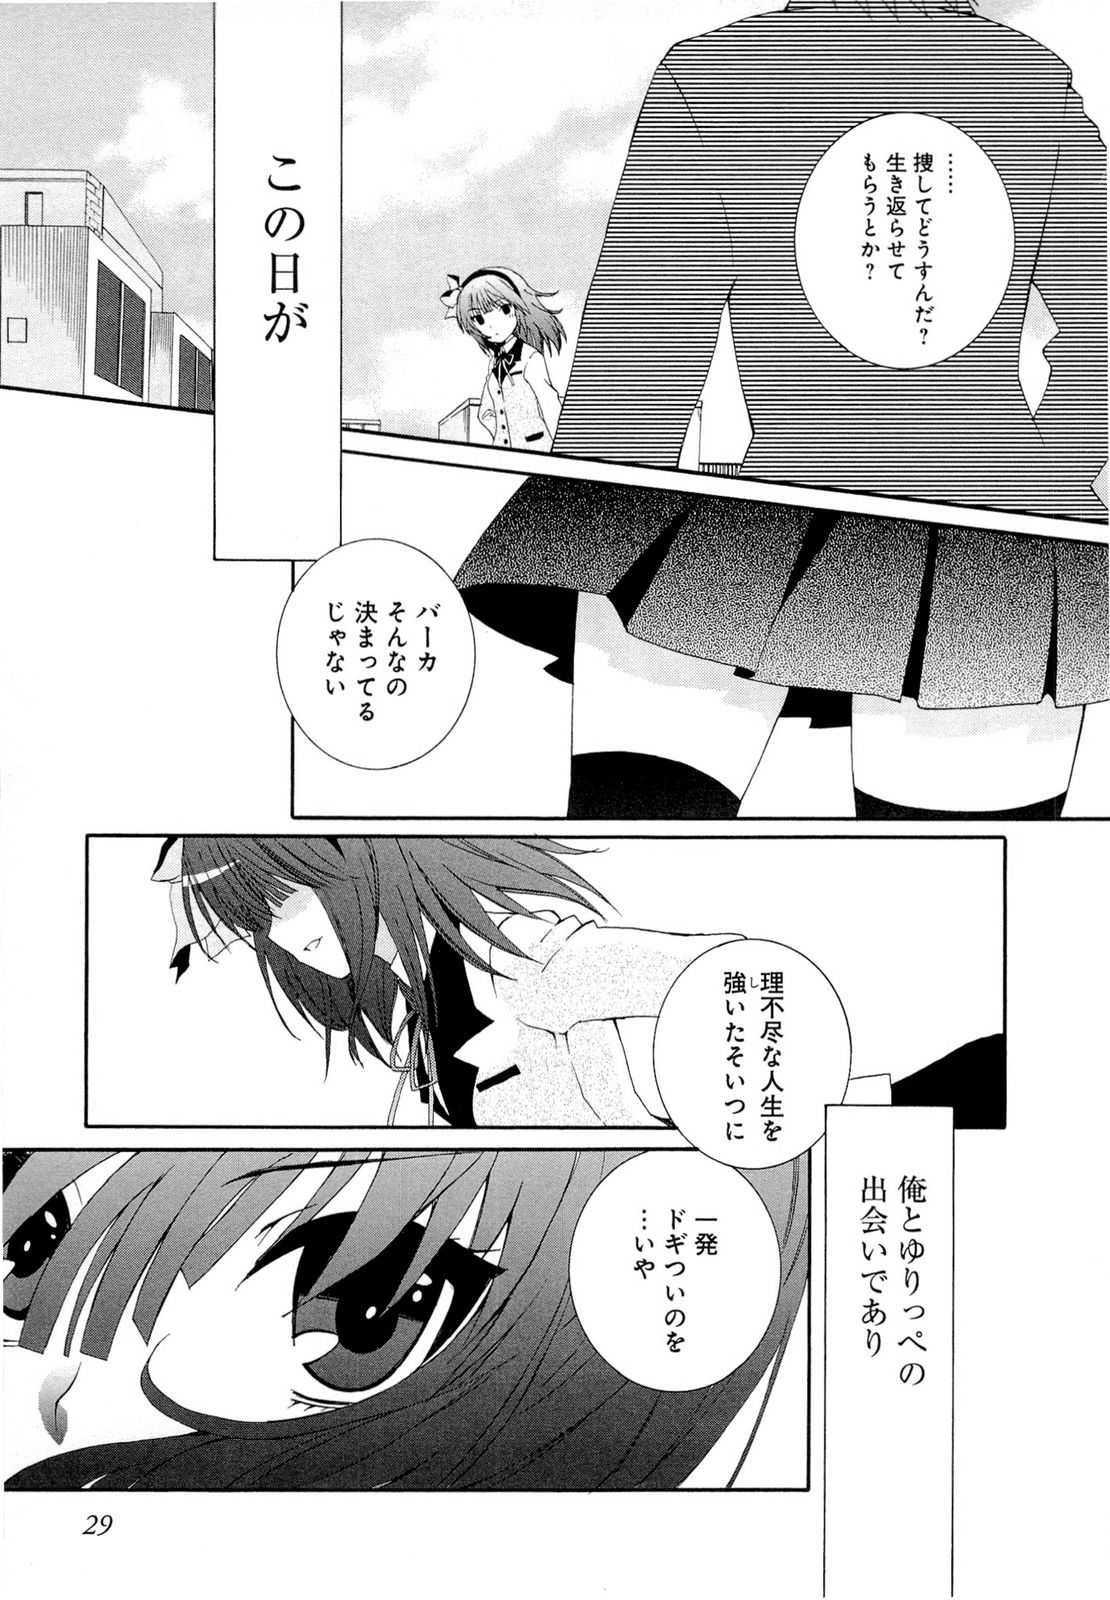 ……
捜してどうすんだ？
生き返らせて
もらうとか？
この日が
バーカ
そんなの
決まってる
じゃない
理不尽な人生を
強いたそいつに
し
一発
ドギついのを
…いや
俺とゆりっぺの
出会いであり
29